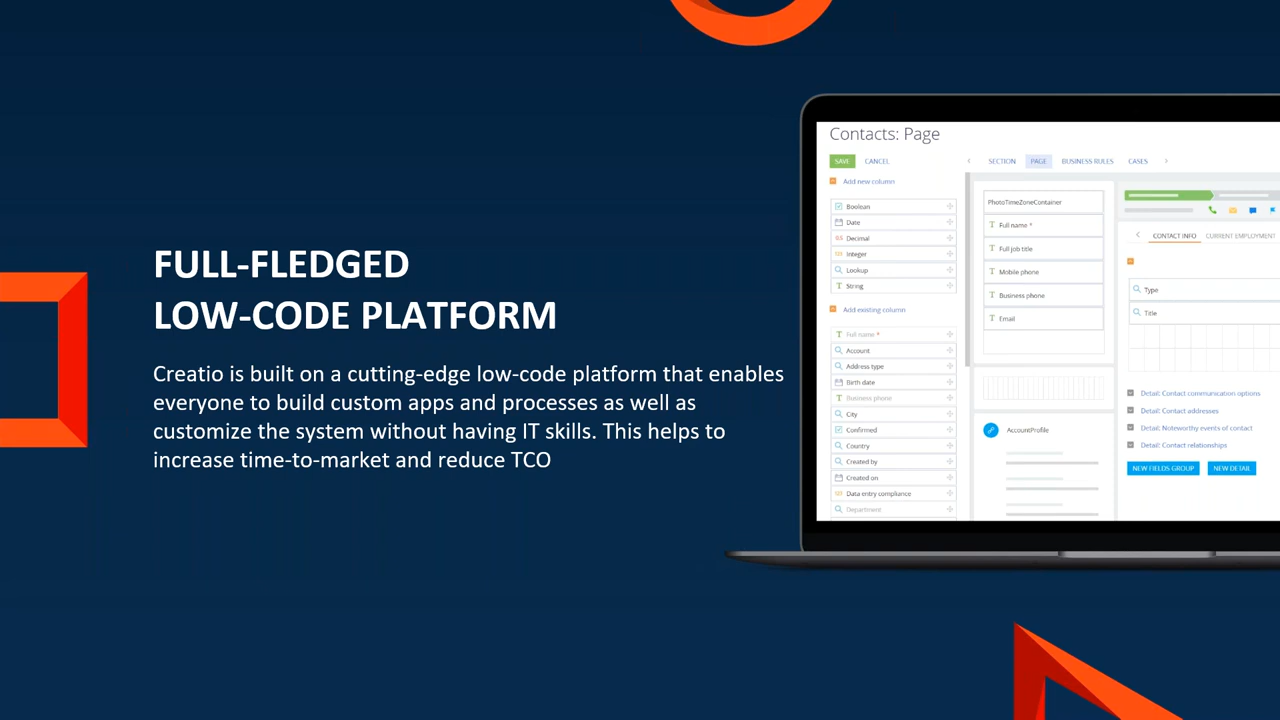 FULL-FLEDGED
LOW-CODE PLATFORM
Creatio is built on a cutting-edge low-code platform that enables
everyone to build custom apps and processes as well as
customize the system without having IT skills. This helps to
increase time-to-market and reduce TCO
Contacts: Page
SAVE CANCEL
SECTION PAGE BUSINESS RULES CASES
Add new column
Boolean
Date
Decimal
Integer
Lookup
String
Add existing column
Full name *
Account
Address type
Birth date
Business phone
City
Confirmed
Country
Created by
Created on
Data entry compliance
Department
PhotoTimeZoneContainer
Full name *
Full job title
Mobile phone
Business phone
Email
AccountProfile
CONTACT INFO CURRENT EMPLOYMENT
Type
Title
Detail: Contact communication options
Detail: Contact addresses
Detail: Noteworthy events of contact
Detail: Contact relationships
NEW FIELDS GROUP NEW DETAIL